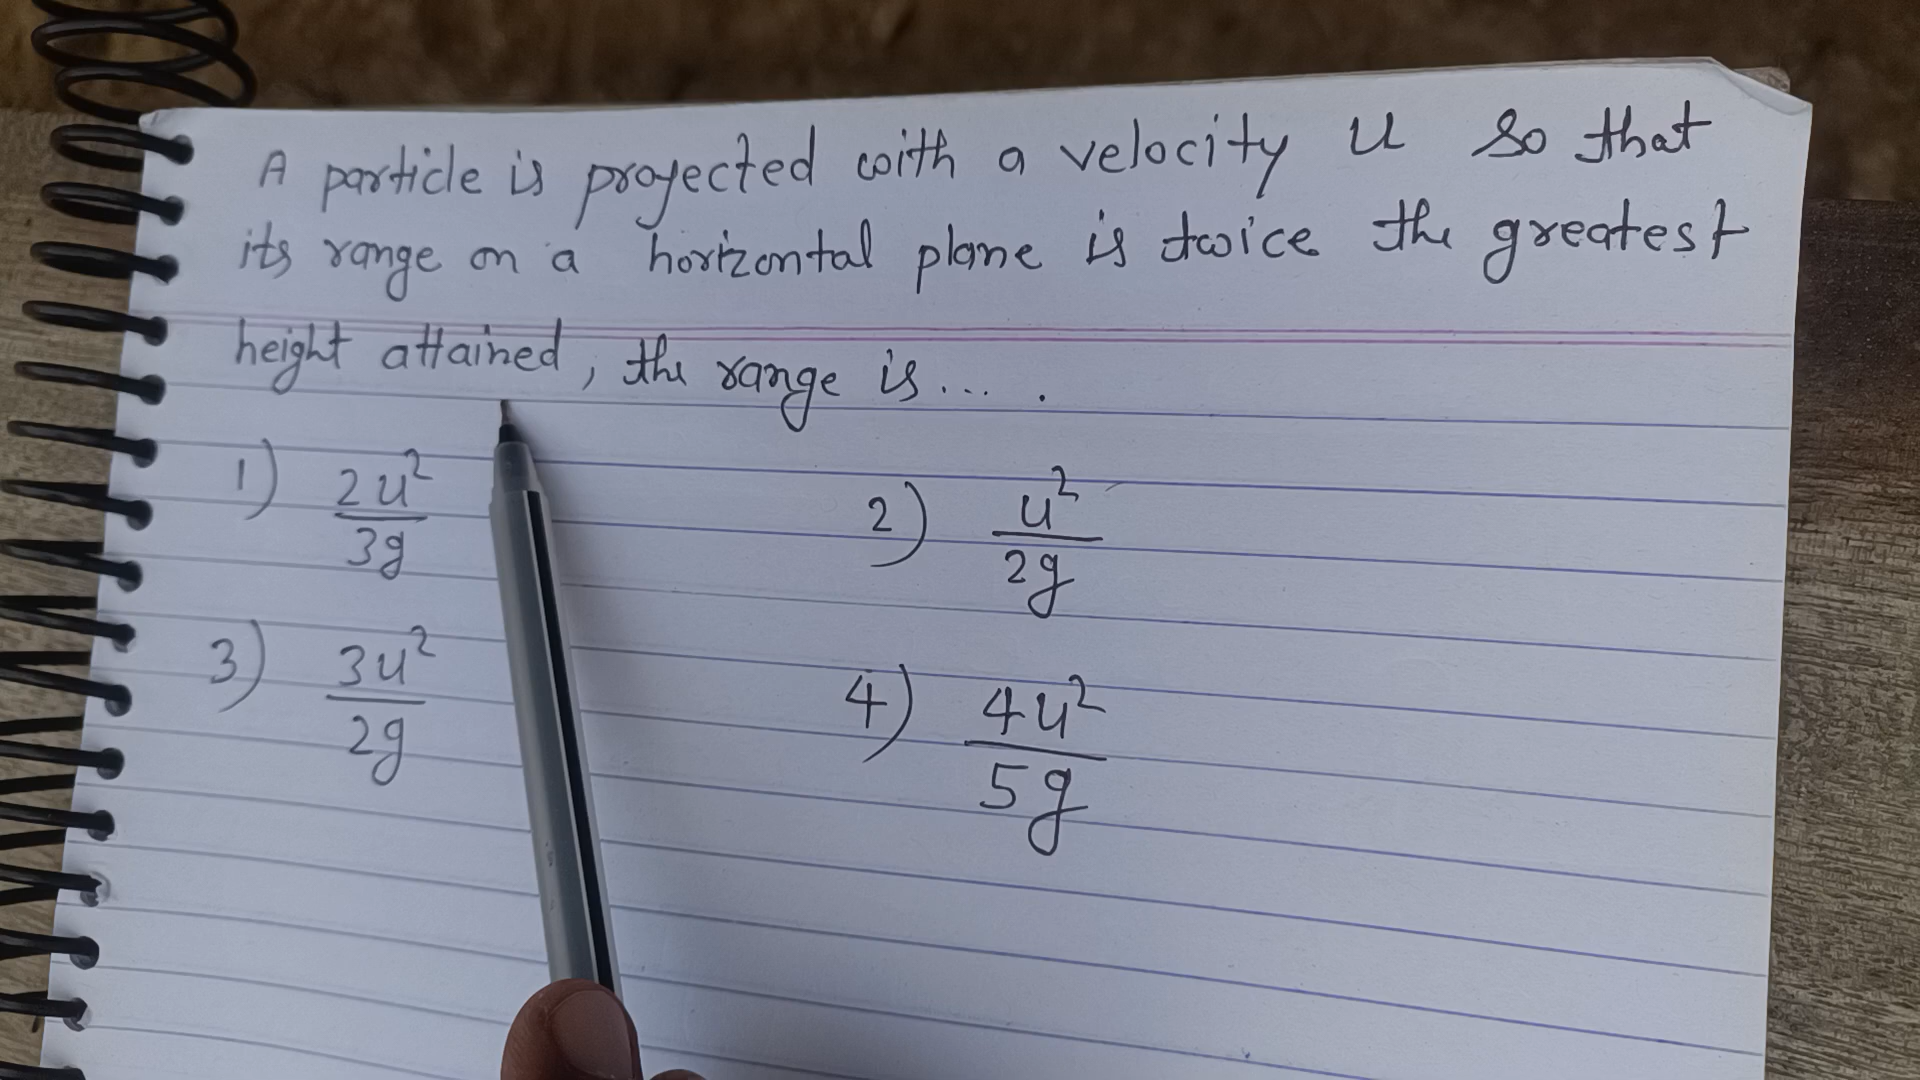 A particle is projected with a velocity u so that
its range on a horizontal plane is twice the greatest
height attained, the range is... .
1) 2u²/3g
2) u²/2g
3) 3u²/2g
4) 4u²/5g